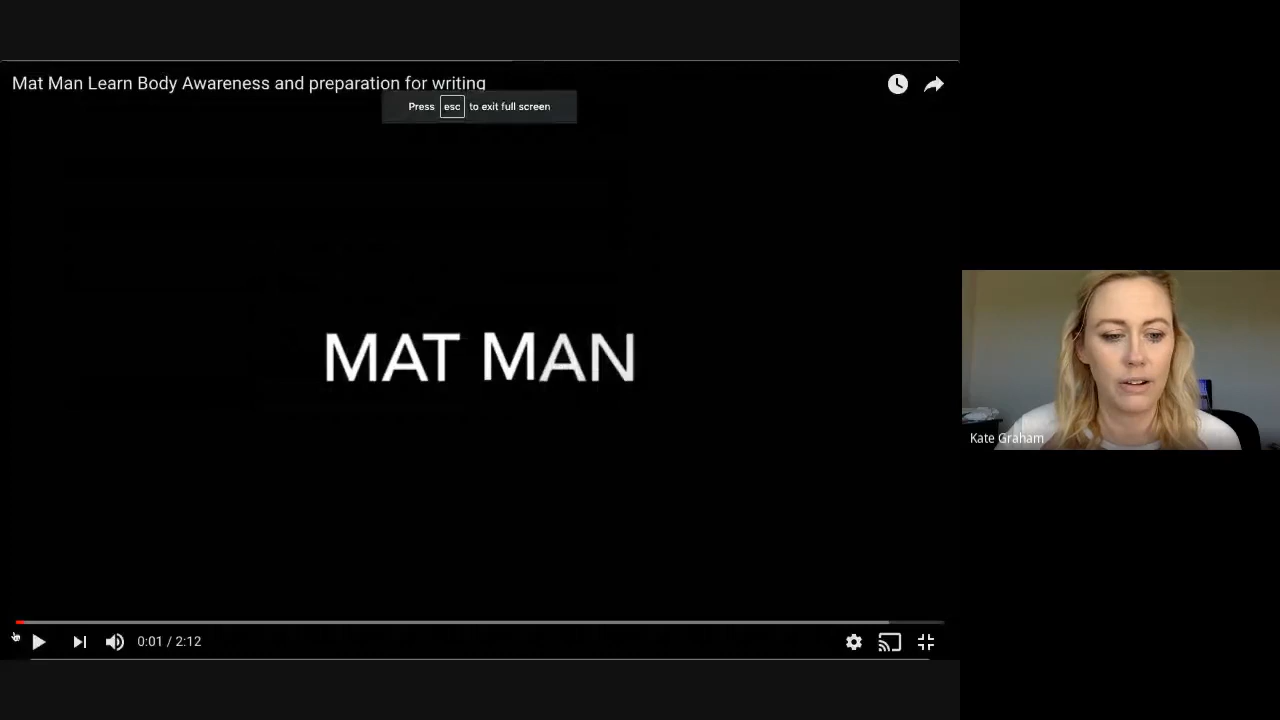 Mat Man Learn Body Awareness and preparation for writing
Press esc to exit full screen
MAT MAN
Kate Graham
0:01 / 2:12